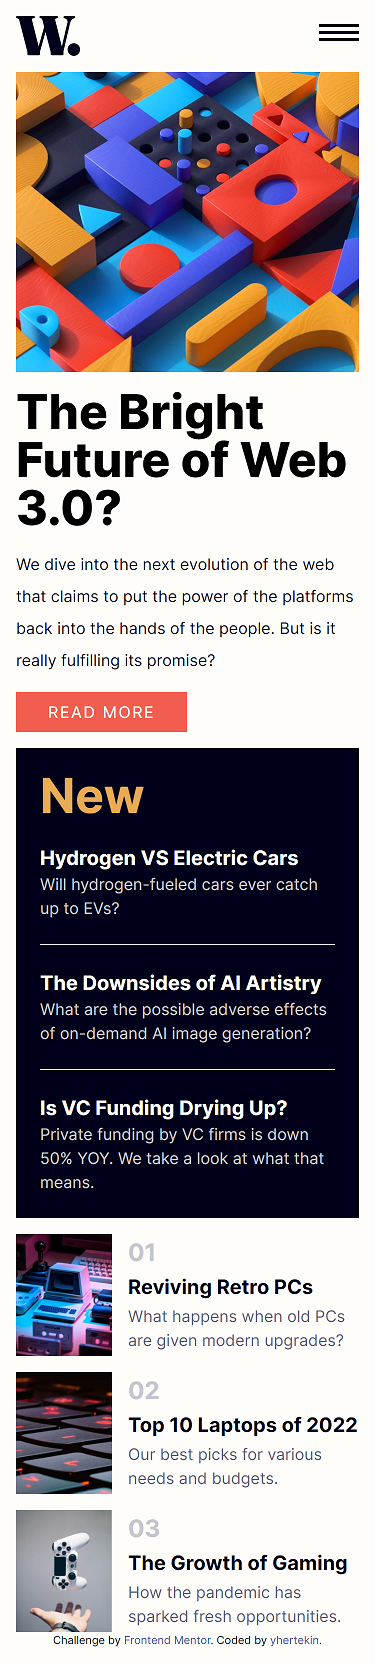 W.
The Bright
Future of Web
3.0?
We dive into the next evolution of the web
that claims to put the power of the platforms
back into the hands of the people. But is it
really fulfilling its promise?
READ MORE
New
Hydrogen VS Electric Cars
Will hydrogen-fueled cars ever catch
up to EVs?
The Downsides of AI Artistry
What are the possible adverse effects
of on-demand AI image generation?
Is VC Funding Drying Up?
Private funding by VC firms is down
50% YOY. We take a look at what that
means.
01
Reviving Retro PCs
What happens when old PCs
are given modern upgrades?
02
Top 10 Laptops of 2022
Our best picks for various
needs and budgets.
03
The Growth of Gaming
How the pandemic has
sparked fresh opportunities.
Challenge by Frontend Mentor. Coded by yhertekin.